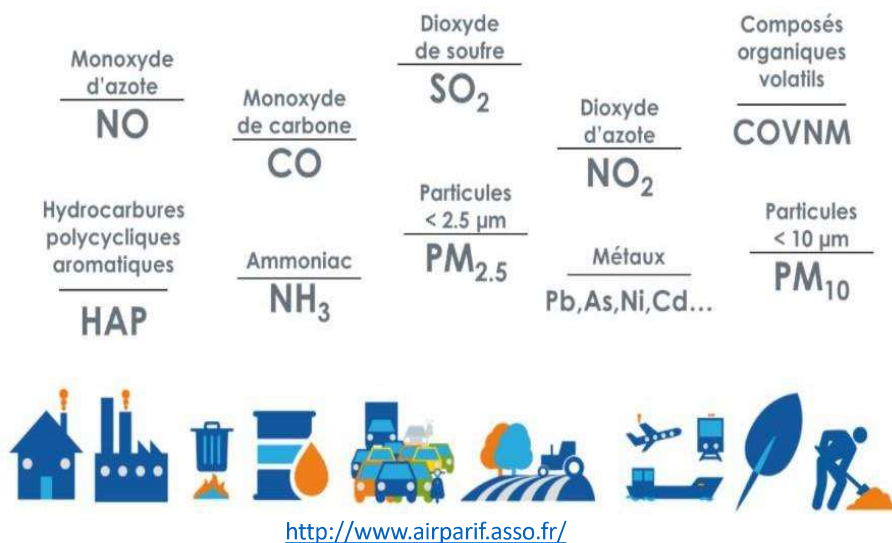 Monoxyde
d'azote
NO
Monoxyde
de carbone
CO
Dioxyde
de soufre
SO₂
Dioxyde
d'azote
NO₂
Composés
organiques
volatils
COVNM
Hydrocarbures
polycycliques
aromatiques
HAP
Ammoniac
NH₃
Particules
< 2.5 µm
PM₂.₅
Métaux
Pb,As,Ni,Cd...
Particules
< 10 µm
PM₁₀
http://www.airparif.asso.fr/